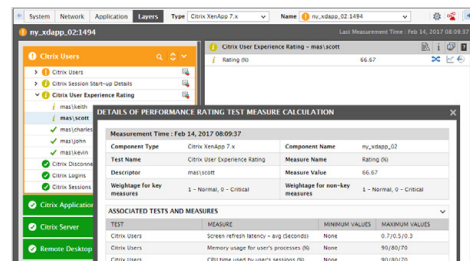 System Network Application Layers Type Citrix XenApp 7.x Name ny_xdapp_02:1494
ny_xdapp_02:1494 Last Measurement Time : Feb 14, 2017 08:09:37
Citrix Users
Citrix User Experience Rating - mas\scott
Rating (%) 66.67
Citrix Users
Citrix Session Start-up Details
Citrix User Experience Rating
mas\keith
mas\scott
mas\charles
mas\john
mas\kevin
Citrix Disconne
Citrix Logins
Citrix Sessions
Citrix Application
Citrix Server
Remote Desktop
DETAILS OF PERFORMANCE RATING TEST MEASURE CALCULATION
Measurement Time : Feb 14, 2017 08:09:37
Component Type Citrix XenApp 7.x Component Name ny_xdapp_02
Test Name Citrix User Experience Rating Measure Name Rating (%)
Descriptor mas\scott Measure Value 66.67
Weightage for key measures 1 - Normal, 0 - Critical Weightage for non-key measures 1 - Normal, 0 - Critical
ASSOCIATED TESTS AND MEASURES
TEST MEASURE MINIMUM VALUES MAXIMUM VALUES
Citrix Users Screen refresh latency - avg (Seconds) None 0.7/0.5/0.3
Citrix Users Memory usage for user's processes (%) None 90/80/70
Citrix Users CPU time used by user's sessions (%) None 90/80/70